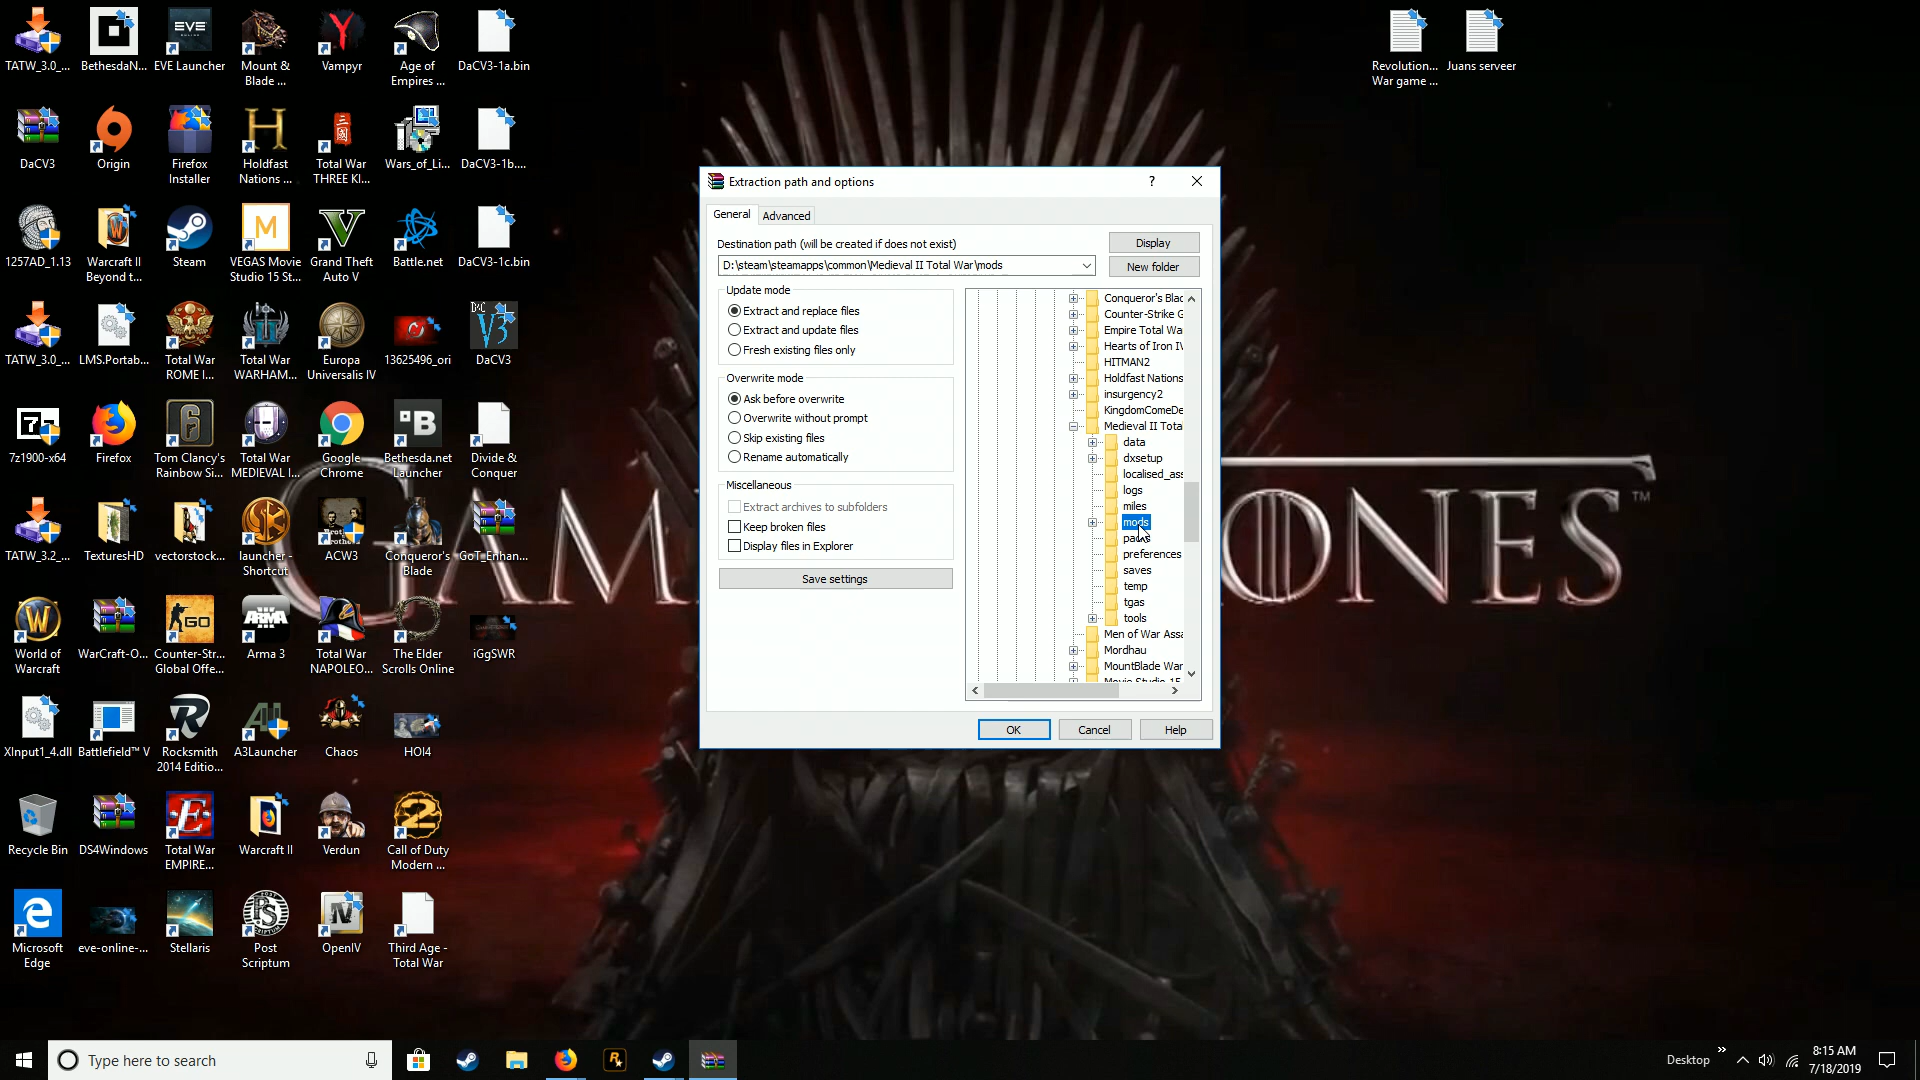 TATW_3.0_...
BethesdaN...
EVE Launcher
Mount &
Blade ...
Vampyr
Age of
Empires ...
DaCV3-1a.bin
Revolution...
War game ...
Juans serveer
DaCV3
Origin
Firefox
Installer
Holdfast
Nations ...
Total War
THREE KI...
Wars_of_Li...
DaCV3-1b....
1257AD_1.13
Warcraft II
Beyond t...
Steam
VEGAS Movie
Studio 15 St...
Grand Theft
Auto V
Battle.net
DaCV3-1c.bin
TATW_3.0_...
LMS.Portab...
Total War
ROME I...
Total War
WARHAM...
Europa
Universalis IV
13625496_ori
DaCV3
7z1900-x64
Firefox
Tom Clancy's
Rainbow Si...
Total War
MEDIEVAL I...
Google
Chrome
Bethesda.net
Launcher
Divide &
Conquer
TATW_3.2_...
TexturesHD
vectorstock...
launcher -
Shortcut
ACW3
Conqueror's
Blade
GoT_Enhan...
World of
Warcraft
WarCraft-O...
Counter-Str...
Global Offe...
Arma 3
Total War
NAPOLEO...
The Elder
Scrolls Online
iGgSWR
XInput1_4.dll
Battlefield™ V
Rocksmith
2014 Editio...
A3Launcher
Chaos
HOI4
Recycle Bin
DS4Windows
Total War
EMPIRE...
Warcraft II
Verdun
Call of Duty
Modern ...
Microsoft
Edge
eve-online-...
Stellaris
Post
Scriptum
OpenIV
Third Age -
Total War
Extraction path and options
?
General
Advanced
Destination path (will be created if does not exist)
Display
D:\steam\steamapps\common\Medieval II Total War\mods
New folder
Update mode
Extract and replace files
Extract and update files
Fresh existing files only
Overwrite mode
Ask before overwrite
Overwrite without prompt
Skip existing files
Rename automatically
Miscellaneous
Extract archives to subfolders
Keep broken files
Display files in Explorer
Save settings
Conqueror's Blac
Counter-Strike G
Empire Total Wa
Hearts of Iron IV
HITMAN2
Holdfast Nations
insurgency2
KingdomComeDe
Medieval II Total
data
dxsetup
localised_ass
logs
miles
mods
packs
preferences
saves
temp
tgas
tools
Men of War Assa
Mordhau
MountBlade War
Movie Studio 15
OK
Cancel
Help
GAME ONES™
Type here to search
Desktop
8:15 AM
7/18/2019